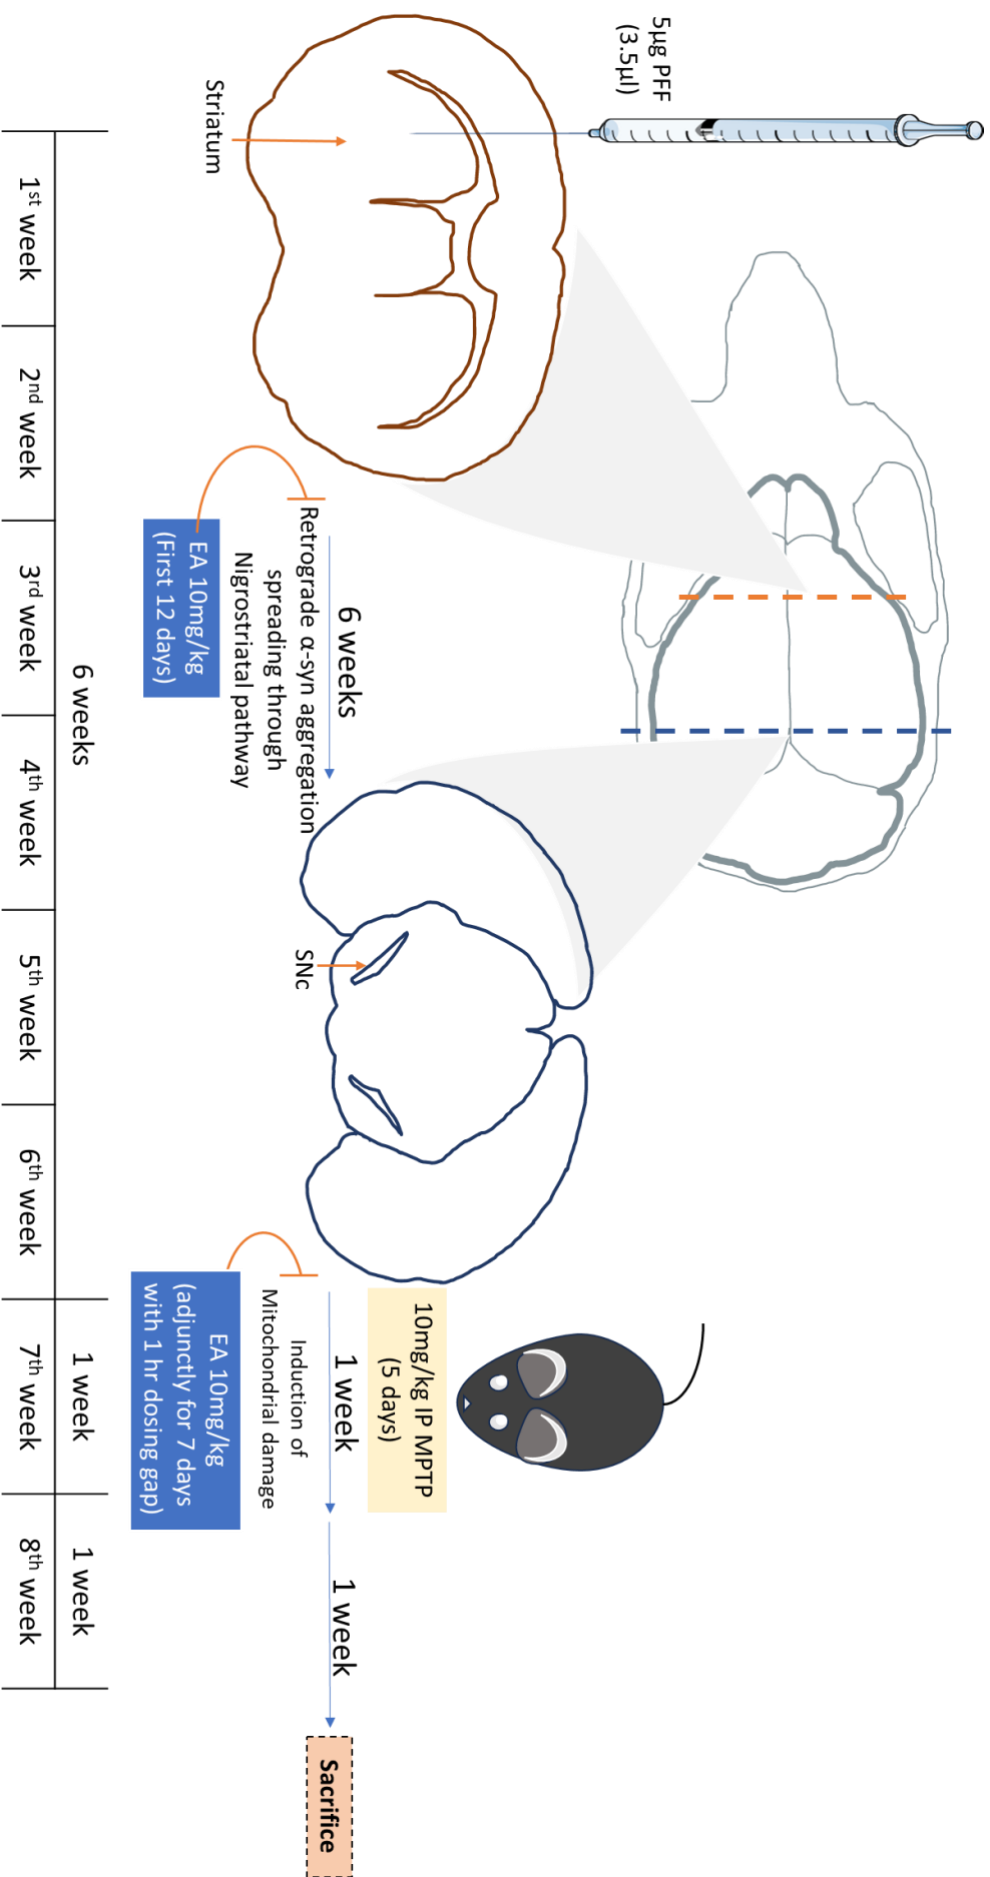 5µg PFF
(3.5µl)
Striatum
6 weeks
Retrograde α-syn aggregation
spreading through
Nigrostriatal pathway
EA 10mg/kg
(First 12 days)
SNc
10mg/kg IP MPTP
(5 days)
1 week
Induction of
Mitochondrial damage
EA 10mg/kg
(adjunctly for 7 days
with 1 hr dosing gap)
1 week
Sacrifice
6 weeks 1 week 1 week
1st week 2nd week 3rd week 4th week 5th week 6th week 7th week 8th week